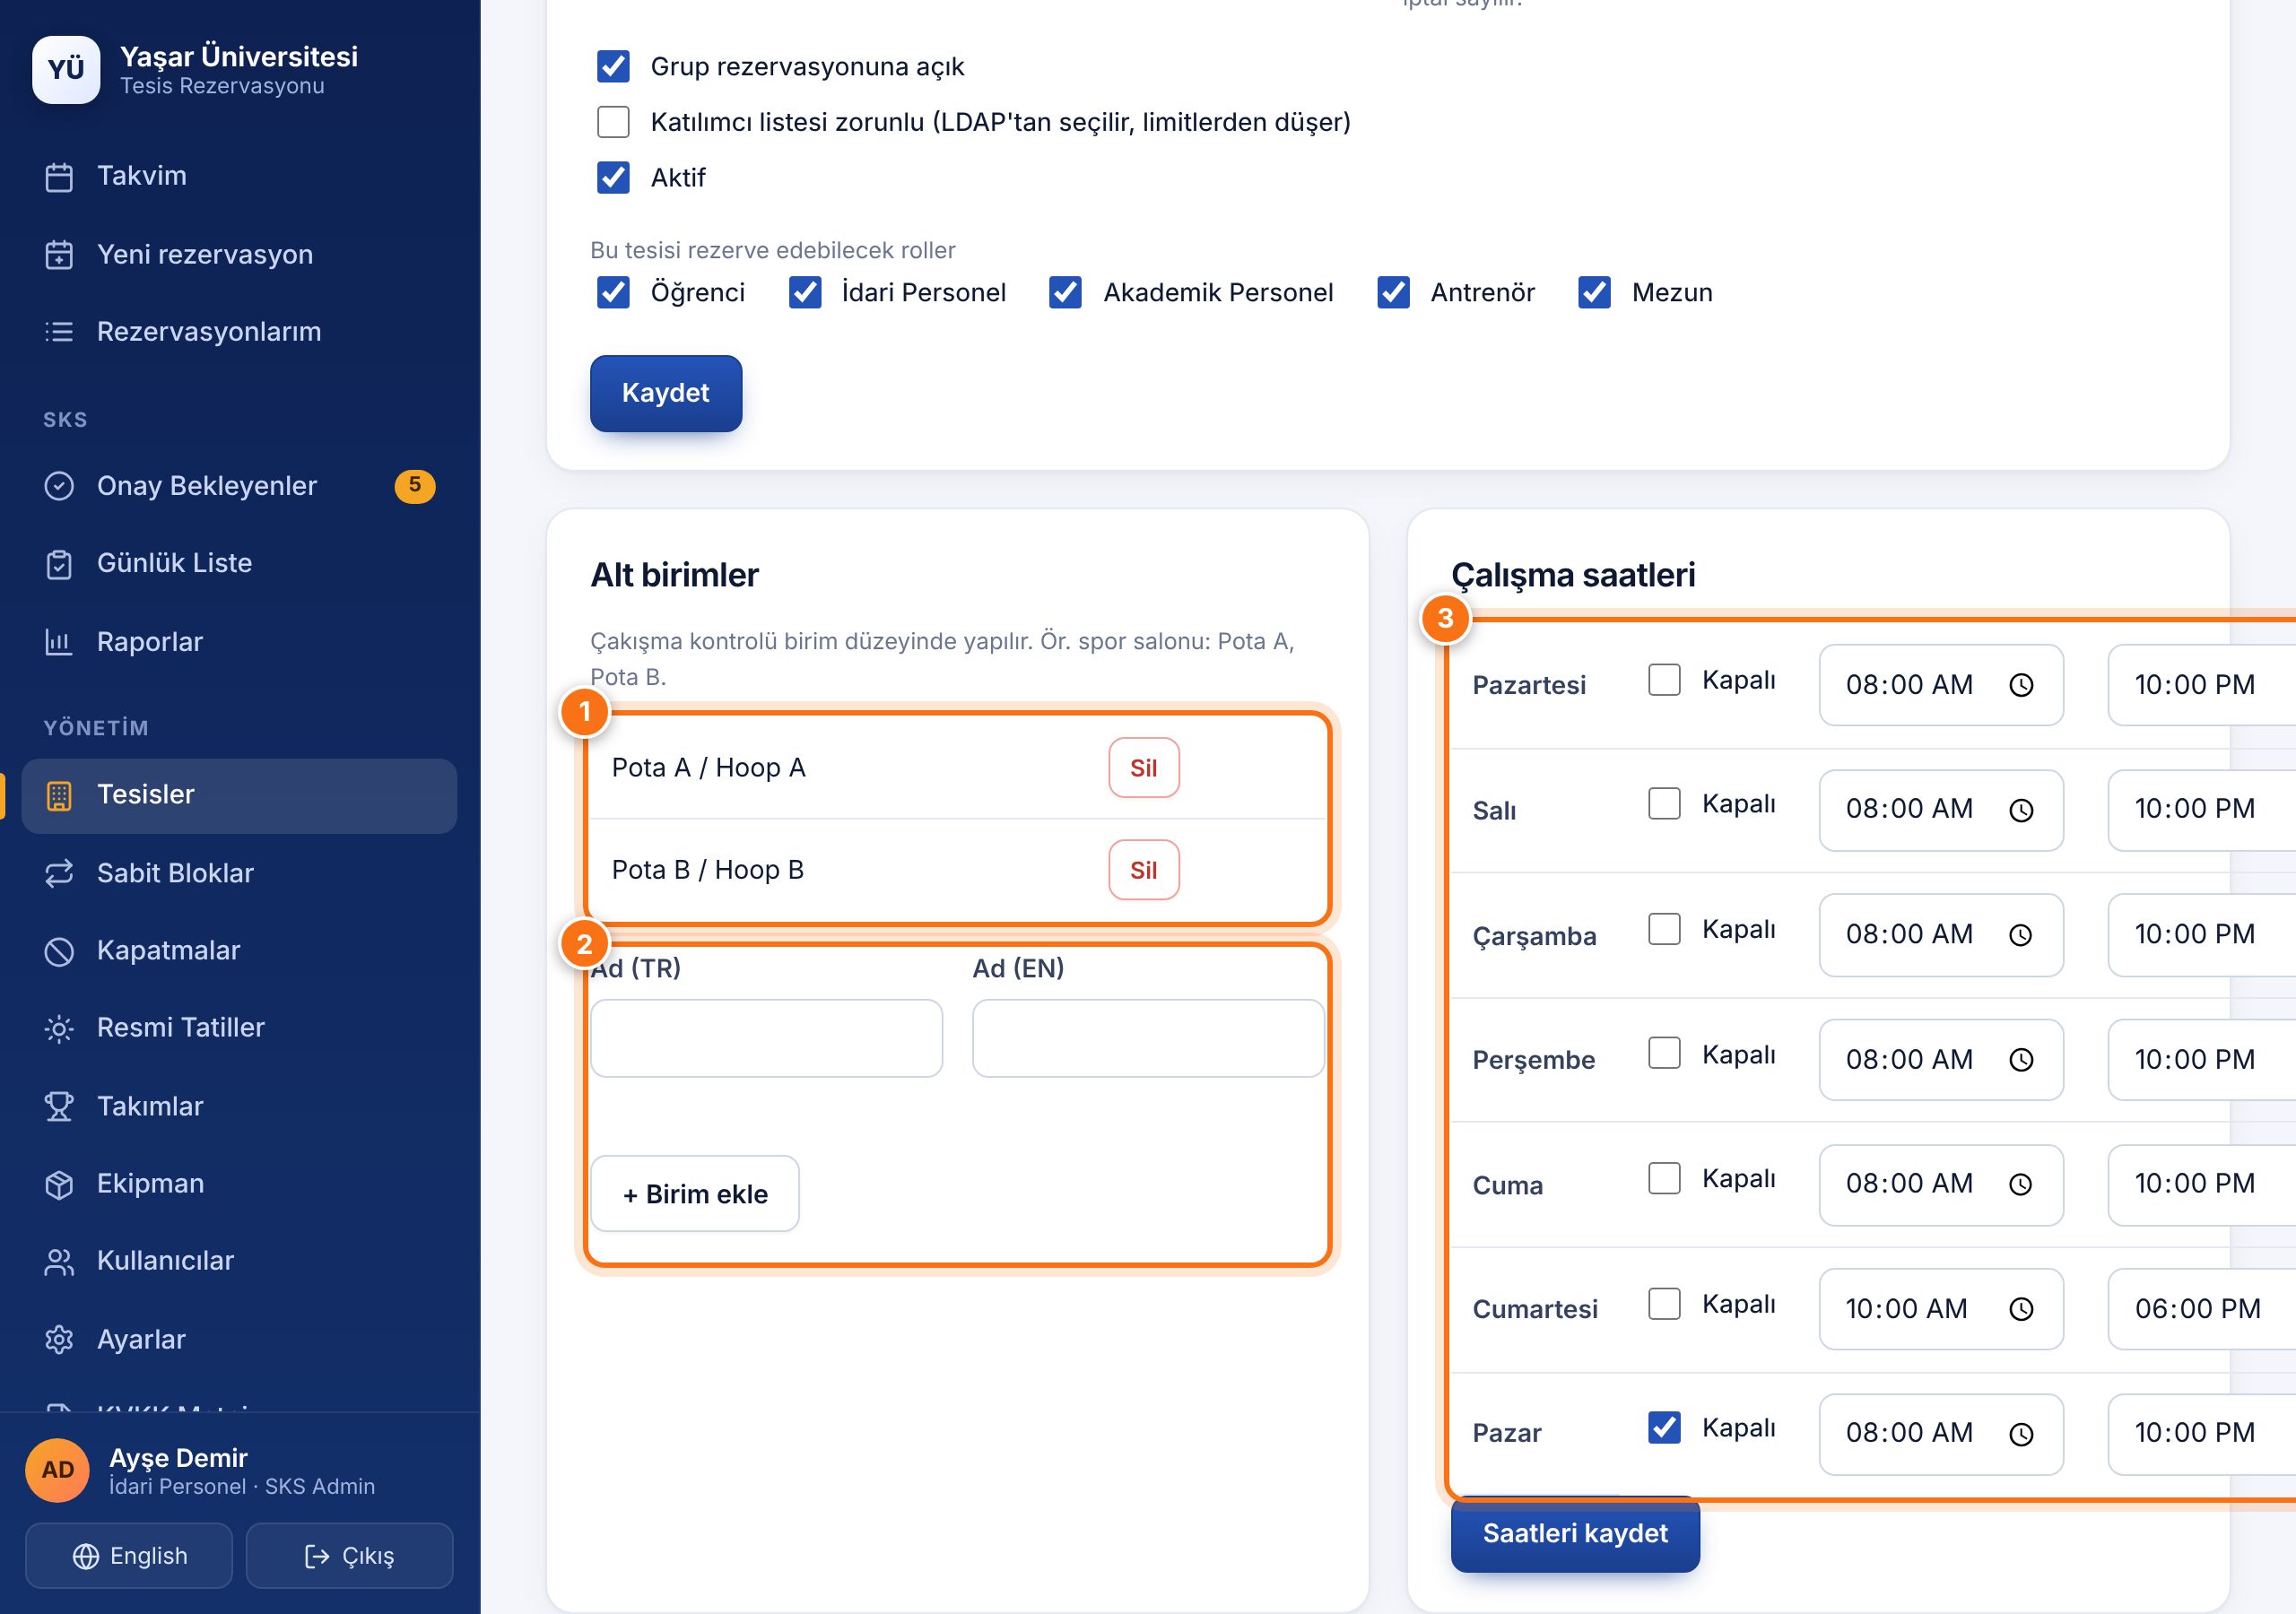 YÜ
Yaşar Üniversitesi
Tesis Rezervasyonu
Takvim
Yeni rezervasyon
Rezervasyonlarım
SKS
Onay Bekleyenler 5
Günlük Liste
Raporlar
YÖNETİM
Tesisler
Sabit Bloklar
Kapatmalar
Resmi Tatiller
Takımlar
Ekipman
Kullanıcılar
Ayarlar
AD
Ayşe Demir
İdari Personel · SKS Admin
English Çıkış
Grup rezervasyonuna açık
Katılımcı listesi zorunlu (LDAP'tan seçilir, limitlerden düşer)
Aktif
Bu tesisi rezerve edebilecek roller
Öğrenci İdari Personel Akademik Personel Antrenör Mezun
Kaydet
Alt birimler
Çakışma kontrolü birim düzeyinde yapılır. Ör. spor salonu: Pota A,
Pota B.
1
Pota A / Hoop A Sil
Pota B / Hoop B Sil
2
Ad (TR) Ad (EN)
+ Birim ekle
Çalışma saatleri
3
Pazartesi Kapalı 08:00 AM 10:00 PM
Salı Kapalı 08:00 AM 10:00 PM
Çarşamba Kapalı 08:00 AM 10:00 PM
Perşembe Kapalı 08:00 AM 10:00 PM
Cuma Kapalı 08:00 AM 10:00 PM
Cumartesi Kapalı 10:00 AM 06:00 PM
Pazar Kapalı 08:00 AM 10:00 PM
Saatleri kaydet